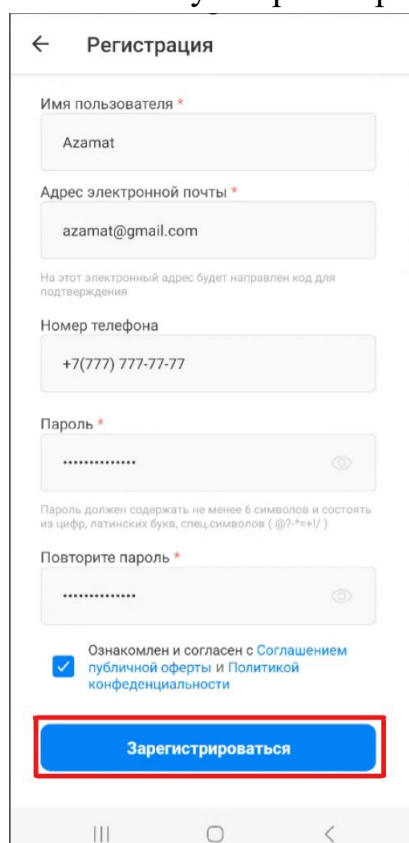 Регистрация
Имя пользователя *
Azamat
Адрес электронной почты *
azamat@gmail.com
На этот электронный адрес будет направлен код для
подтверждения
Номер телефона
+7(777) 777-77-77
Пароль *
••••••••••••••
Пароль должен содержать не менее 6 символов и состоять
из цифр, латинских букв, спец.символов ( @?-*=+!/ )
Повторите пароль *
••••••••••••••
Ознакомлен и согласен с Соглашением
публичной оферты и Политикой
конфеденциальности
Зарегистрироваться